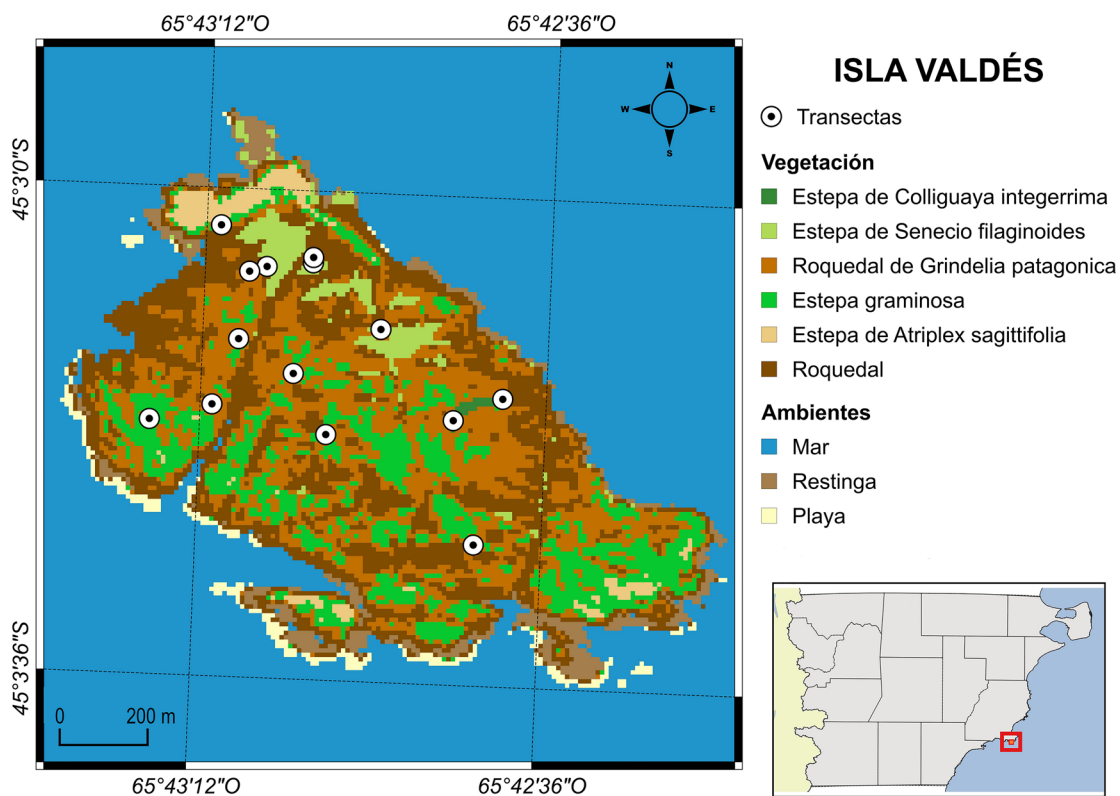 65°43'12"O
65°42'36"O
45°3'0"S
45°3'36"S
N
W
E
S
0
200 m
65°43'12"O
65°42'36"O
ISLA VALDÉS
Transectas
Vegetación
Estepa de Colliguaya integerrima
Estepa de Senecio filaginoides
Roquedal de Grindelia patagonica
Estepa graminosa
Estepa de Atriplex sagittifolia
Roquedal
Ambientes
Mar
Restinga
Playa